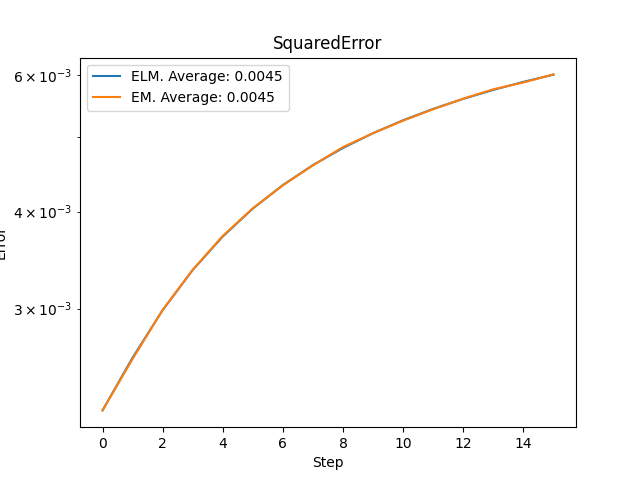 SquaredError
ELM. Average: 0.0045
EM. Average: 0.0045
6 × 10⁻³
4 × 10⁻³
3 × 10⁻³
Error
0 2 4 6 8 10 12 14
Step